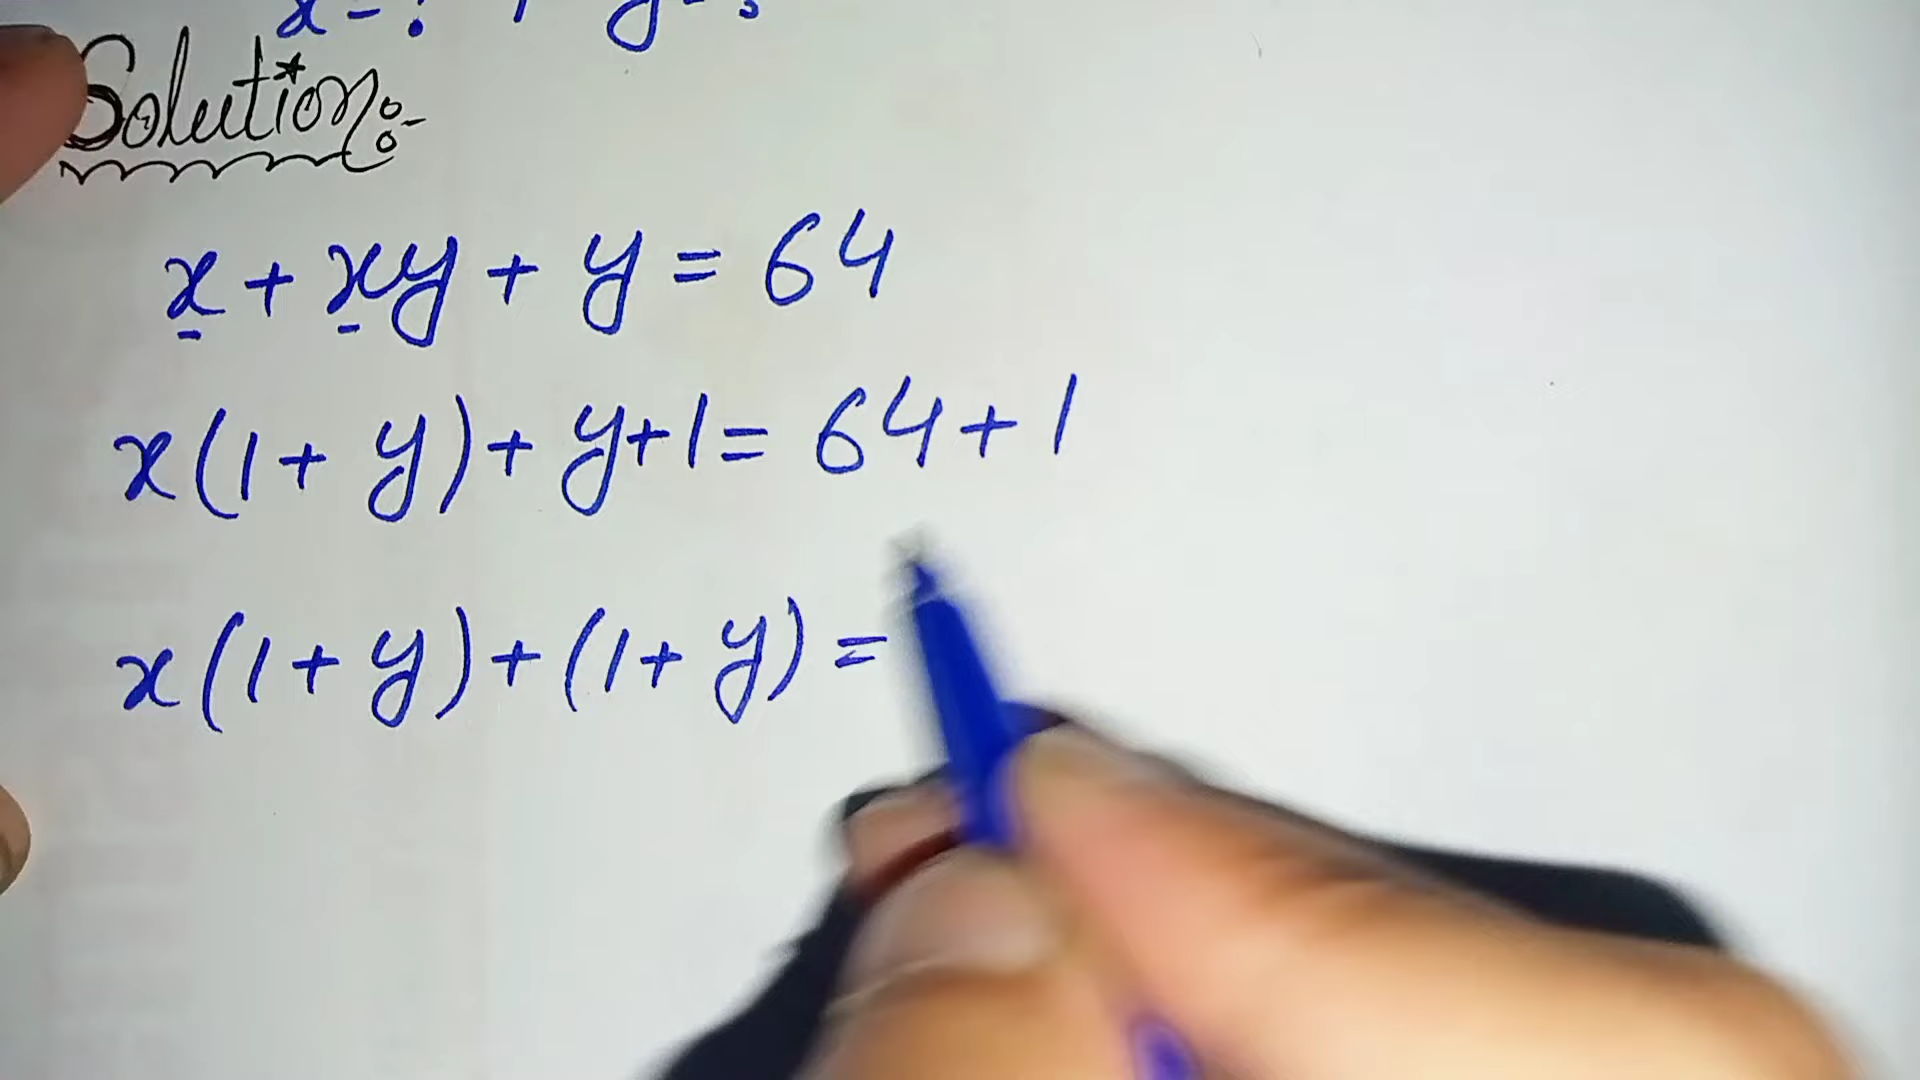 x=? , y=?
Solution:-
x + xy + y = 64
x(1 + y) + y+1 = 64 + 1
x(1 + y) + (1 + y) =